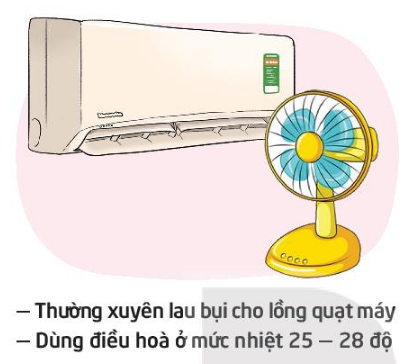 — Thường xuyên lau bụi cho lồng quạt máy
— Dùng điều hoà ở mức nhiệt 25 — 28 độ